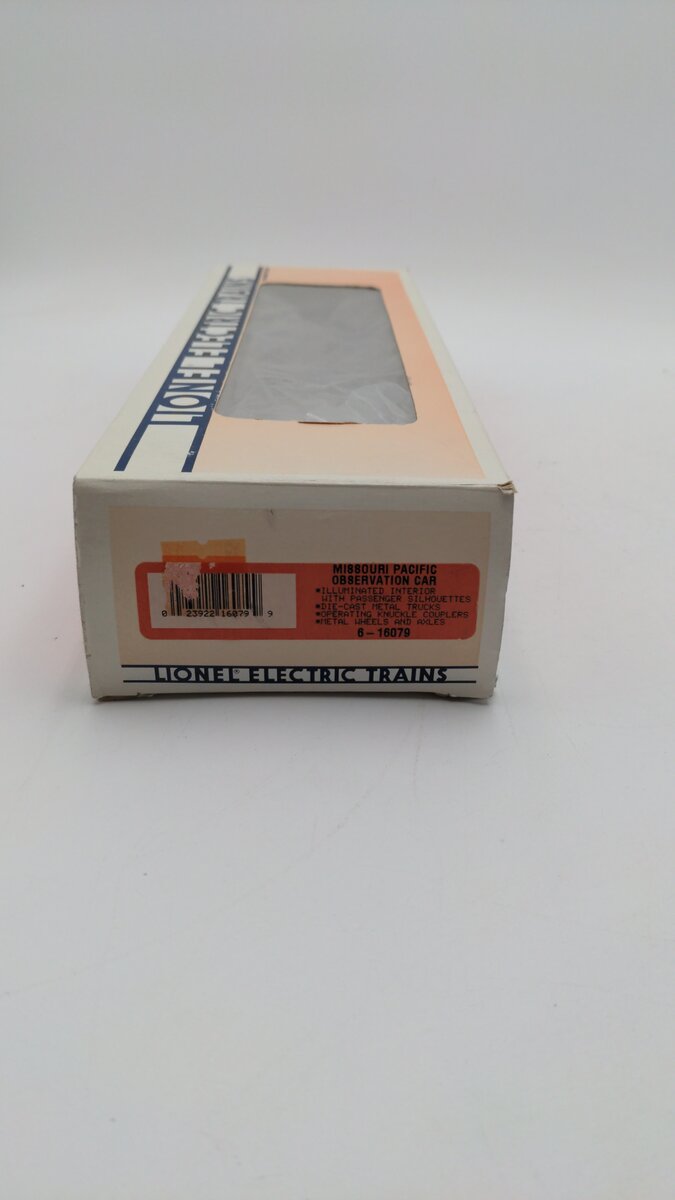 LIONEL ELECTRIC TRAINS
MISSOURI PACIFIC
OBSERVATION CAR
*ILLUMINATED INTERIOR
WITH PASSENGER SILHOUETTES
*DIE-CAST METAL TRUCKS
*OPERATING KNUCKLE COUPLERS
*METAL WHEELS AND AXLES
6-16079
0 23922 16079 9
LIONEL® ELECTRIC TRAINS